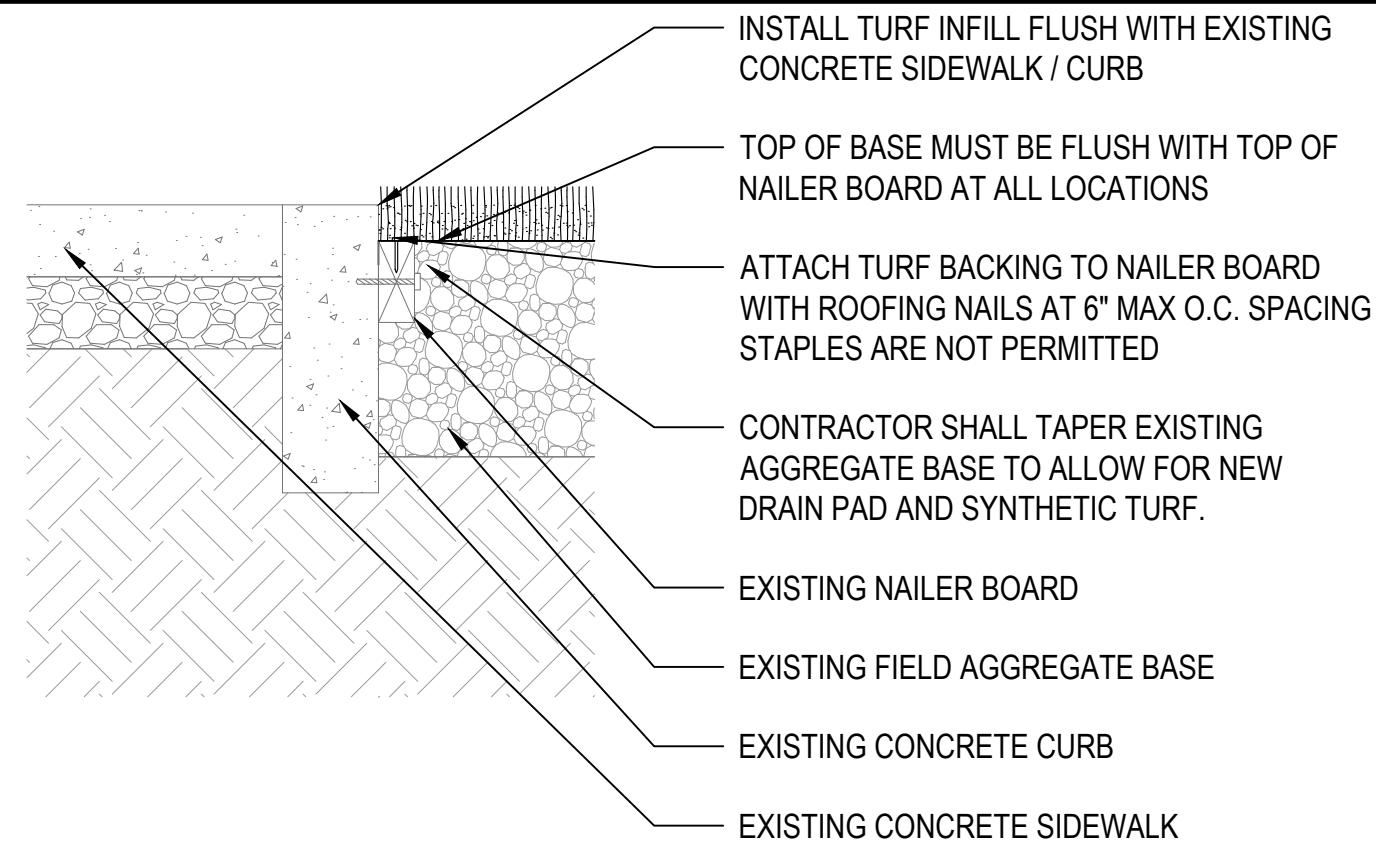 INSTALL TURF INFILL FLUSH WITH EXISTING
CONCRETE SIDEWALK / CURB
TOP OF BASE MUST BE FLUSH WITH TOP OF
NAILER BOARD AT ALL LOCATIONS
ATTACH TURF BACKING TO NAILER BOARD
WITH ROOFING NAILS AT 6" MAX O.C. SPACING
STAPLES ARE NOT PERMITTED
CONTRACTOR SHALL TAPER EXISTING
AGGREGATE BASE TO ALLOW FOR NEW
DRAIN PAD AND SYNTHETIC TURF.
EXISTING NAILER BOARD
EXISTING FIELD AGGREGATE BASE
EXISTING CONCRETE CURB
EXISTING CONCRETE SIDEWALK